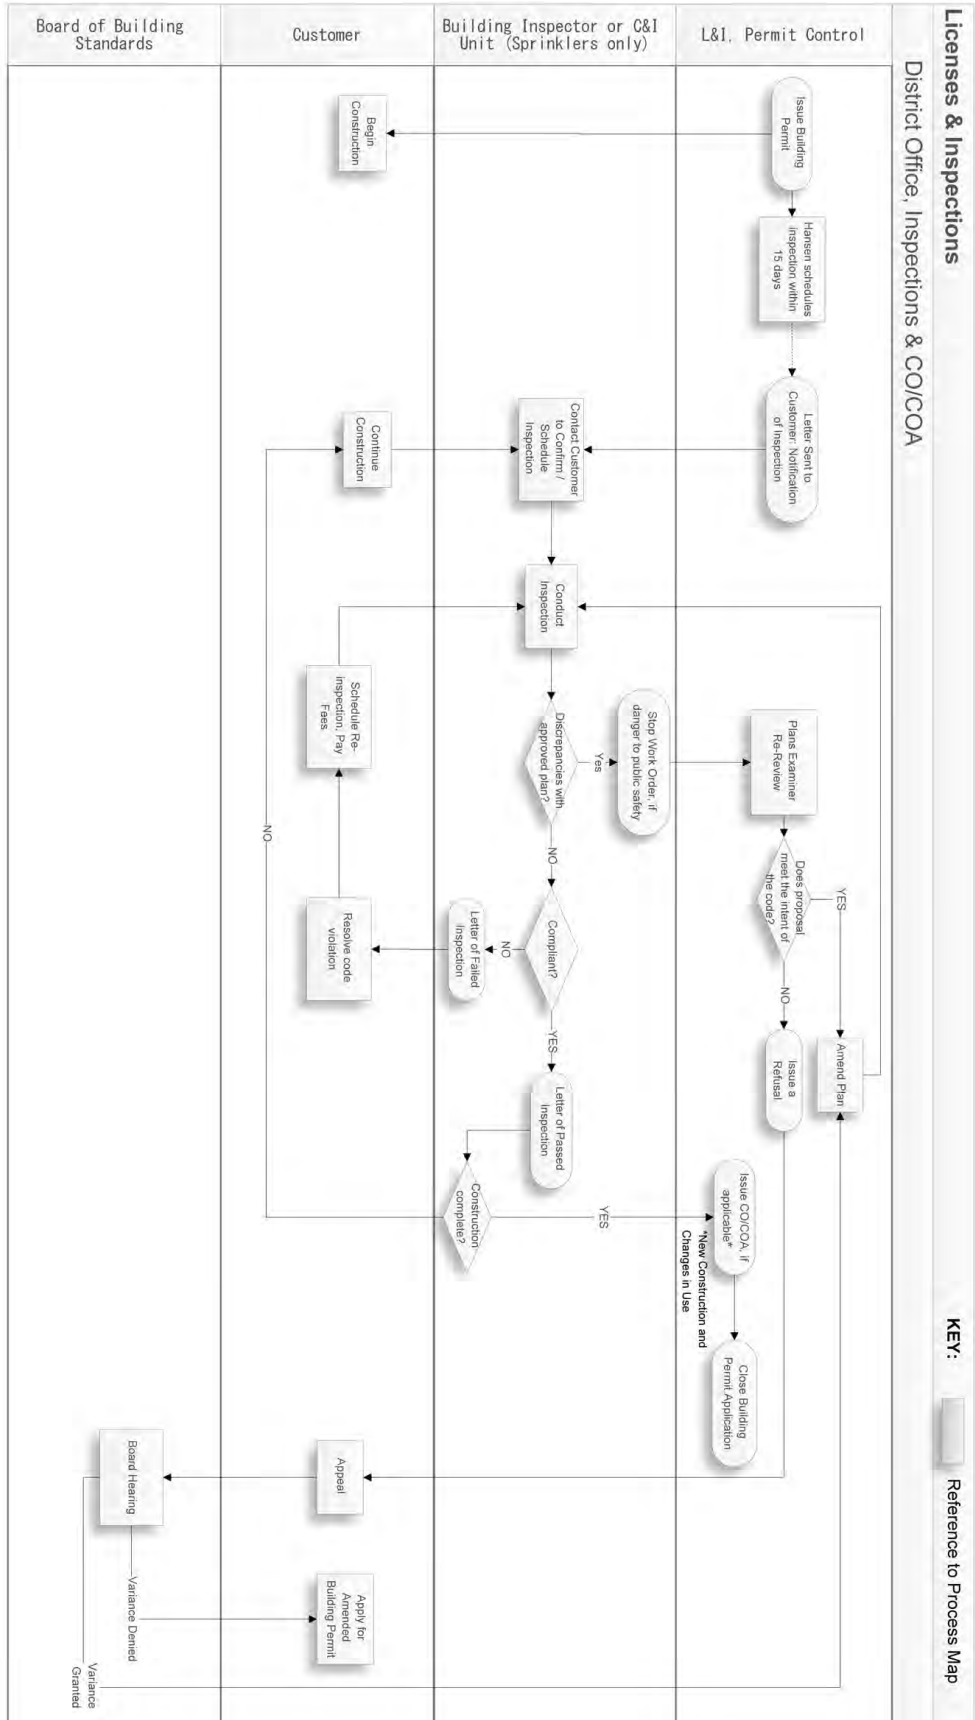 Licenses & Inspections
District Office, Inspections & CO/COA
KEY:
Reference to Process Map
Board of Building
Standards
Customer
Building Inspector or C&I
Unit (Sprinklers only)
L&I, Permit Control
Issue Building
Permit
Hansen schedules
inspection within
15 days
Letter Sent to
Customer: Notification
of Inspection
Begin
Construction
Continue
Construction
Contact Customer
to Confirm /
Schedule
Inspection
Conduct
Inspection
Discrepancies with
approved plan?
Yes
Stop Work Order, if
danger to public safety
Plans Examiner
Re-Review
Does proposal
meet the intent of
the code?
YES
Amend Plan
NO
Issue a
Refusal
NO
Compliant?
NO
Letter of Failed
Inspection
Resolve code
violation
Schedule Re-
inspection, Pay
Fees
YES
Letter of Passed
Inspection
Construction
complete?
NO
YES
Issue CO/COA, if
applicable*
*New Construction and
Changes in Use
Close Building
Permit Application
Appeal
Board Hearing
Variance Denied
Apply for
Amended
Building Permit
Variance
Granted